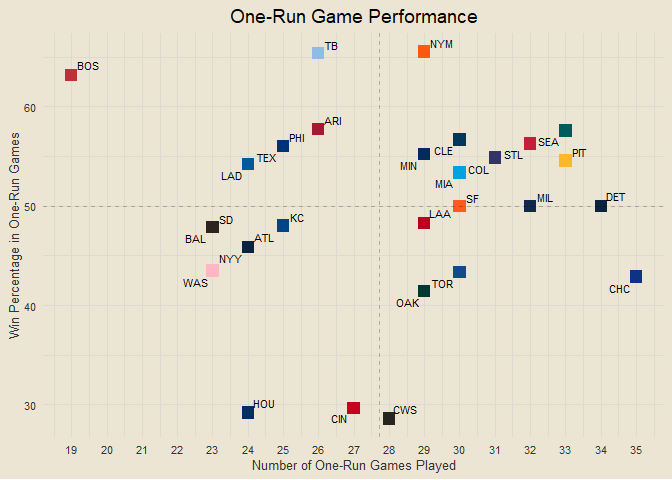 One-Run Game Performance
TB
NYM
BOS
60
ARI
PHI
CLE
SEA
TEX
MIN
STL
PIT
LAD
COL
MIA
50
SF
MIL
DET
SD
KC
LAA
BAL
ATL
NYY
WAS
TOR
CHC
OAK
40
30
HOU
CIN
CWS
19 20 21 22 23 24 25 26 27 28 29 30 31 32 33 34 35
Number of One-Run Games Played
Win Percentage in One-Run Games